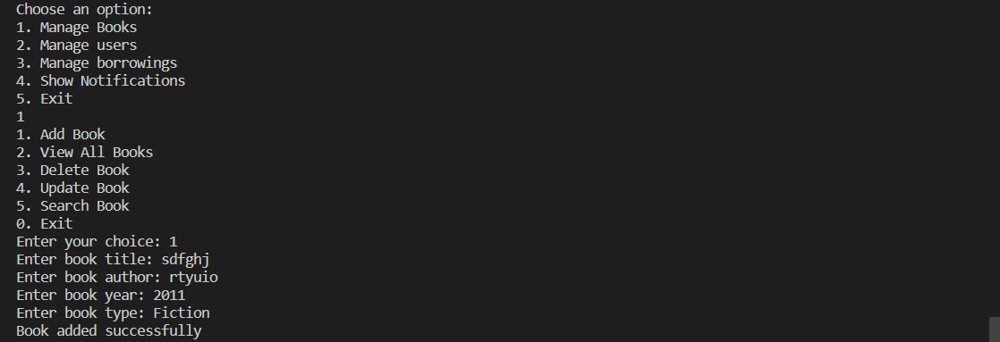 Choose an option:
1. Manage Books
2. Manage users
3. Manage borrowings
4. Show Notifications
5. Exit
1
1. Add Book
2. View All Books
3. Delete Book
4. Update Book
5. Search Book
0. Exit
Enter your choice: 1
Enter book title: sdfghj
Enter book author: rtyuio
Enter book year: 2011
Enter book type: Fiction
Book added successfully